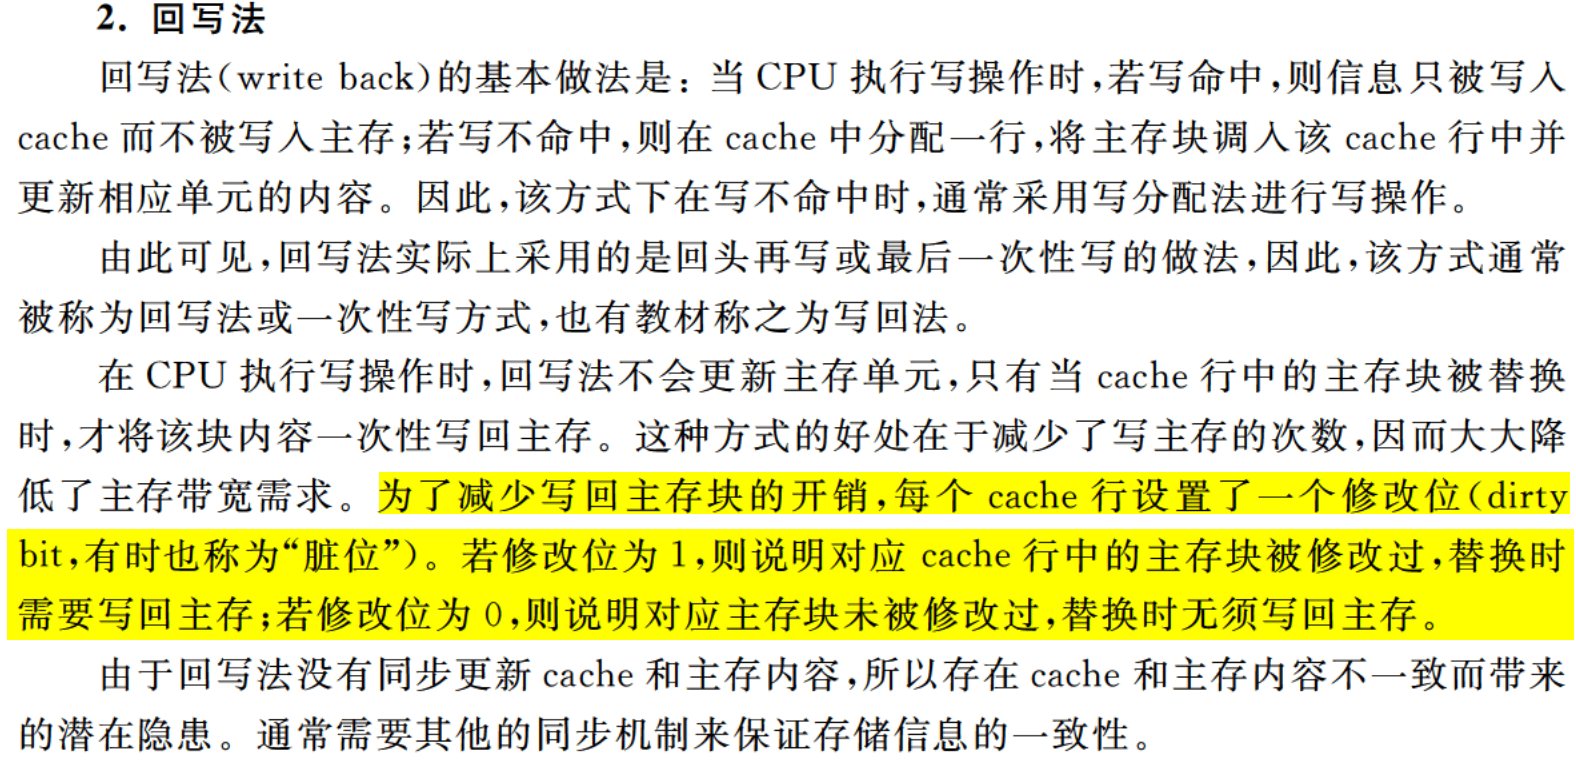 2. 回写法
回写法(write back)的基本做法是：当 CPU 执行写操作时,若写命中,则信息只被写入
cache 而不被写入主存;若写不命中,则在 cache 中分配一行,将主存块调入该 cache 行中并
更新相应单元的内容。因此,该方式下在写不命中时,通常采用写分配法进行写操作。
由此可见,回写法实际上采用的是回头再写或最后一次性写的做法,因此,该方式通常
被称为回写法或一次性写方式,也有教材称之为写回法。
在 CPU 执行写操作时,回写法不会更新主存单元,只有当 cache 行中的主存块被替换
时,才将该块内容一次性写回主存。这种方式的好处在于减少了写主存的次数,因而大大降
低了主存带宽需求。为了减少写回主存块的开销,每个 cache 行设置了一个修改位(dirty
bit,有时也称为“脏位”)。若修改位为 1,则说明对应 cache 行中的主存块被修改过,替换时
需要写回主存;若修改位为 0,则说明对应主存块未被修改过,替换时无须写回主存。
由于回写法没有同步更新 cache 和主存内容,所以存在 cache 和主存内容不一致而带来
的潜在隐患。通常需要其他的同步机制来保证存储信息的一致性。